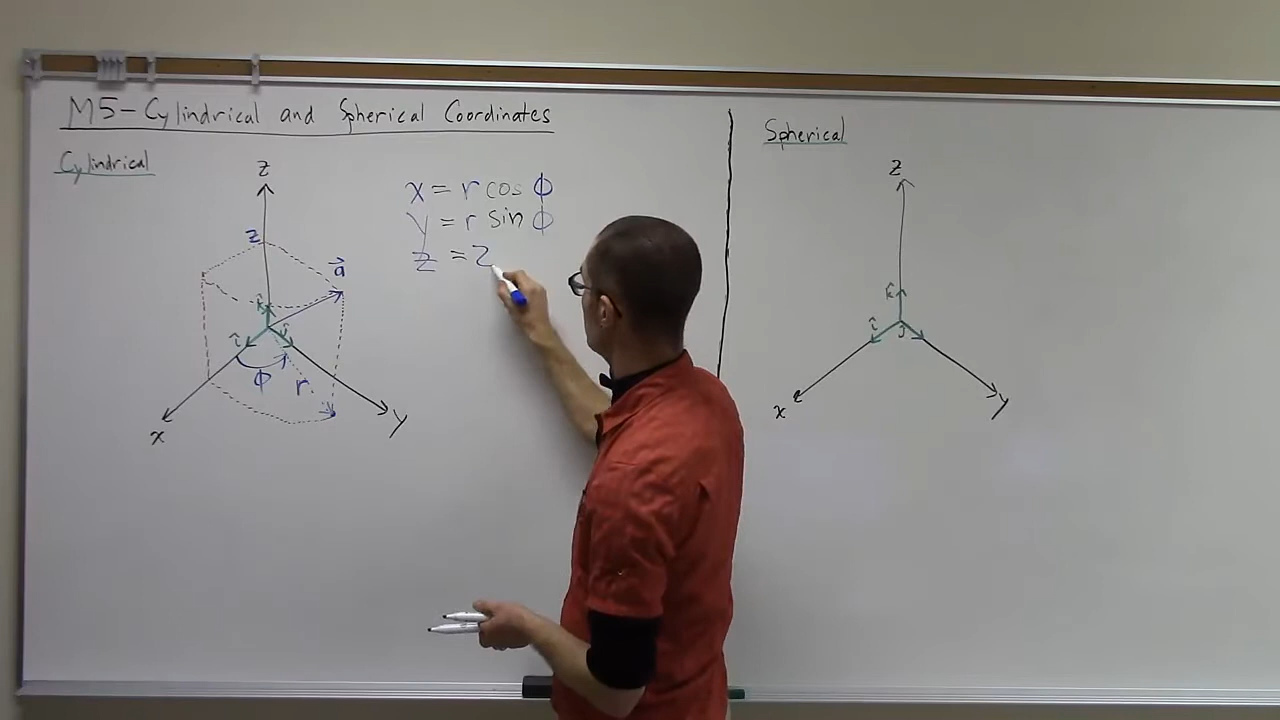 M5-Cylindrical and Spherical Coordinates
Cylindrical
z
z
a⃗
k̂
î
ĵ
ϕ
r
x
y
x = r cos ϕ
y = r sin ϕ
z = z
Spherical
z
k̂
î
ĵ
x
y